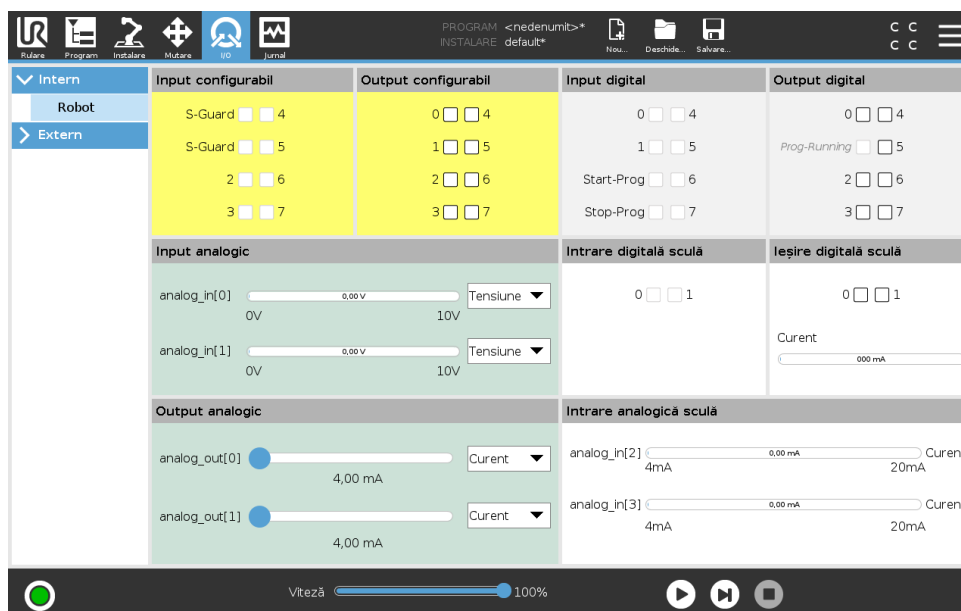 PROGRAM <nedenumit>*
INSTALARE default*
Rulare Program Instalare Mutare I/O Jurnal Nou... Deschide... Salvare...
C C
C C
Intern
Robot
Extern
Input configurabil
S-Guard 4
S-Guard 5
2 6
3 7
Output configurabil
0 4
1 5
2 6
3 7
Input digital
0 4
1 5
Start-Prog 6
Stop-Prog 7
Output digital
0 4
Prog-Running 5
2 6
3 7
Input analogic
analog_in[0] 0,00 V Tensiune
0V 10V
analog_in[1] 0,00 V Tensiune
0V 10V
Intrare digitală sculă
0 1
Ieșire digitală sculă
0 1
Curent
000 mA
Output analogic
analog_out[0] Curent
4,00 mA
analog_out[1] Curent
4,00 mA
Intrare analogică sculă
analog_in[2] 0,00 mA Curen
4mA 20mA
analog_in[3] 0,00 mA Curen
4mA 20mA
Viteză 100%